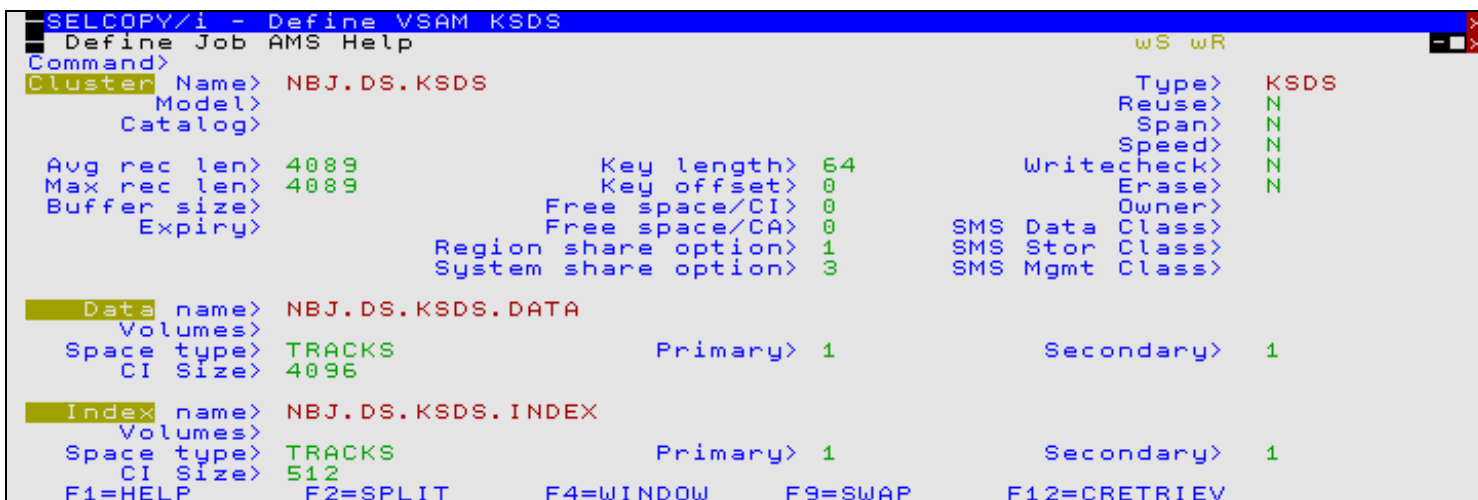 SELCOPY/i - Define VSAM KSDS
Define Job AMS Help wS wR
Command>
Cluster Name> NBJ.DS.KSDS Type> KSDS
Model> Reuse> N
Catalog> Span> N
Speed> N
Avg rec len> 4089 Key length> 64 Writecheck> N
Max rec len> 4089 Key offset> 0 Erase> N
Buffer size> Free space/CI> 0 Owner>
Expiry> Free space/CA> 0 SMS Data Class>
Region share option> 1 SMS Stor Class>
System share option> 3 SMS Mgmt Class>
Data name> NBJ.DS.KSDS.DATA
Volumes>
Space type> TRACKS Primary> 1 Secondary> 1
CI Size> 4096
Index name> NBJ.DS.KSDS.INDEX
Volumes>
Space type> TRACKS Primary> 1 Secondary> 1
CI Size> 512
F1=HELP F2=SPLIT F4=WINDOW F9=SWAP F12=CRETRIEV